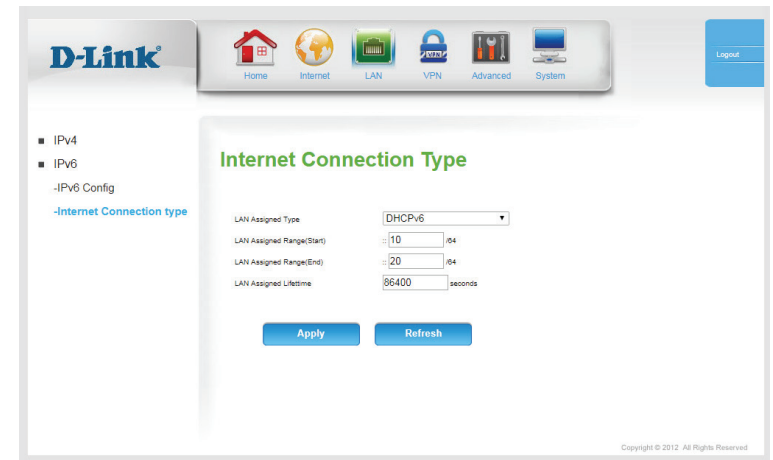 D-Link®
Home Internet LAN VPN Advanced System
Logout
IPv4
IPv6
-IPv6 Config
-Internet Connection type
Internet Connection Type
LAN Assigned Type DHCPv6
LAN Assigned Range(Start) :: 10 /64
LAN Assigned Range(End) :: 20 /64
LAN Assigned Lifettime 86400 seconds
Apply Refresh
Copyright © 2012 All Rights Reserved